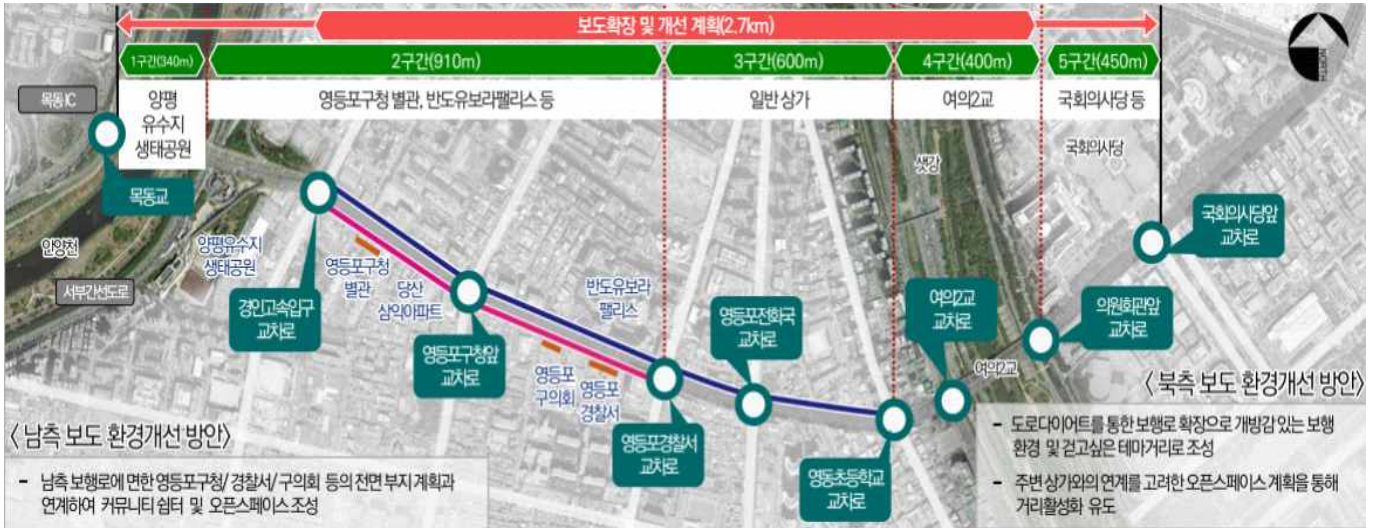 보도확장 및 개선 계획(2.7km)
1구간(340m)
2구간(910m)
3구간(600m)
4구간(400m)
5구간(450m)
NORTH
목동IC
양평
유수지
생태공원
영등포구청 별관, 반도유보라팰리스 등
일반 상가
여의2교
국회의사당 등
목동교
샛강
국회의사당
국회의사당앞
교차로
안양천
서부간선도로
양평유수지
생태공원
경인고속입구
교차로
영등포구청
별관
당산
삼익아파트
영등포구청앞
교차로
반도유보라
팰리스
영등포
구의회
영등포
경찰서
영등포경찰서
교차로
영등포전화국
교차로
영동초등학교
교차로
여의2교
교차로
여의2교
의원회관앞
교차로
〈남측 보도 환경개선 방안〉
- 남측 보행로에 면한 영등포구청/ 경찰서/ 구의회 등의 전면 부지 계획과
연계하여 커뮤니티 쉼터 및 오픈스페이스 조성
〈북측 보도 환경개선 방안〉
- 도로다이어트를 통한 보행로 확장으로 개방감 있는 보행
환경 및 걷고싶은 테마거리로 조성
- 주변 상가와의 연계를 고려한 오픈스페이스 계획을 통해
거리활성화 유도